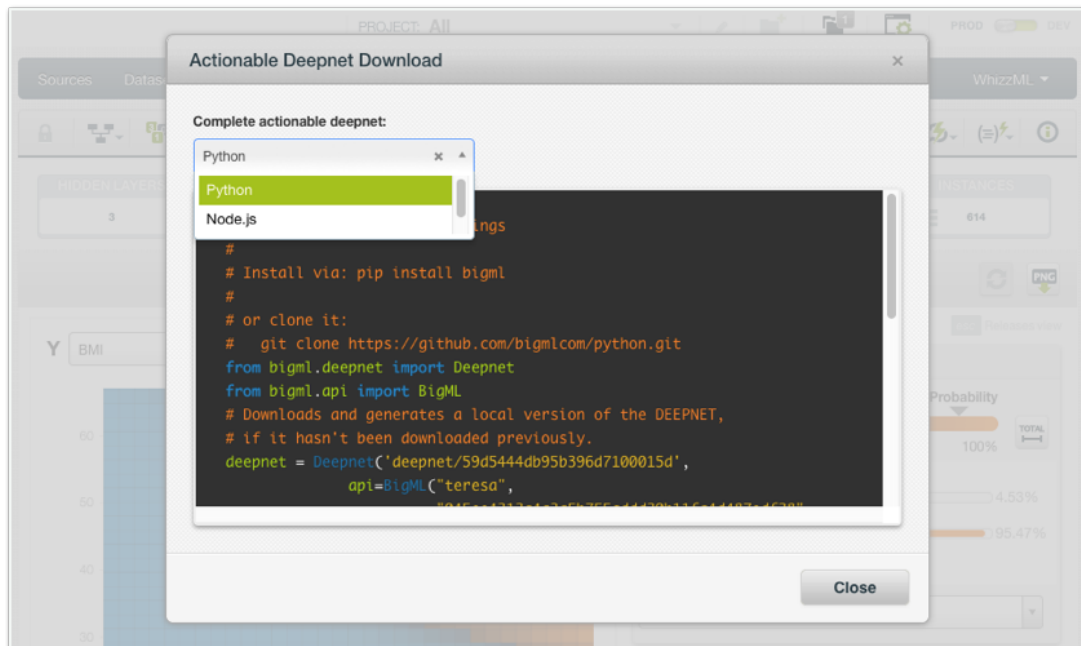 PROJECT: All
1
PROD
DEV
Actionable Deepnet Download
×
Sources
WhizzML
Complete actionable deepnet:
Python
Python
Node.js
HIDDEN LAYERS
3
INSTANCES
614
ings
#
# Install via: pip install bigml
#
# or clone it:
#   git clone https://github.com/bigmlcom/python.git
from bigml.deepnet import Deepnet
from bigml.api import BigML
# Downloads and generates a local version of the DEEPNET,
# if it hasn't been downloaded previously.
deepnet = Deepnet('deepnet/59d5444db95b396d7100015d',
api=BigML("teresa",
PNG
Y
BMI
Probability
TOTAL
100%
4.53%
95.47%
60
50
40
30
Close